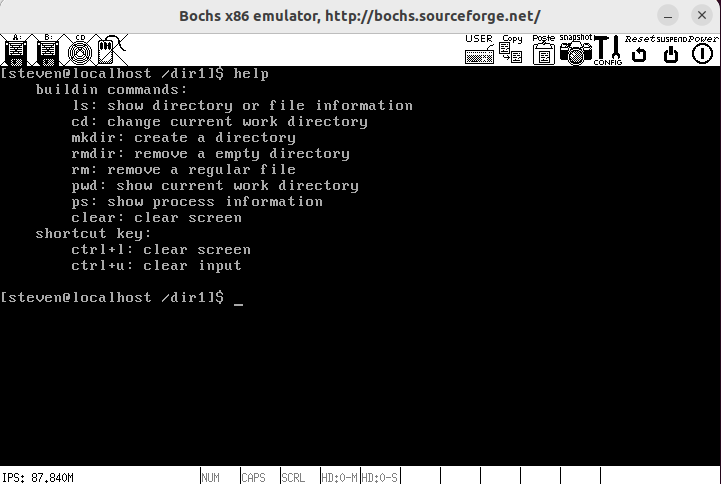 Bochs x86 emulator, http://bochs.sourceforge.net/
A: B: CD USER Copy Paste snapshot CONFIG Reset SUSPEND Power
[steven@localhost /dir1]$ help
    buildin commands:
        ls: show directory or file information
        cd: change current work directory
        mkdir: create a directory
        rmdir: remove a empty directory
        rm: remove a regular file
        pwd: show current work directory
        ps: show process information
        clear: clear screen
    shortcut key:
        ctrl+l: clear screen
        ctrl+u: clear input
[steven@localhost /dir1]$ _
IPS: 87.840M NUM CAPS SCRL HD:0-M HD:0-S